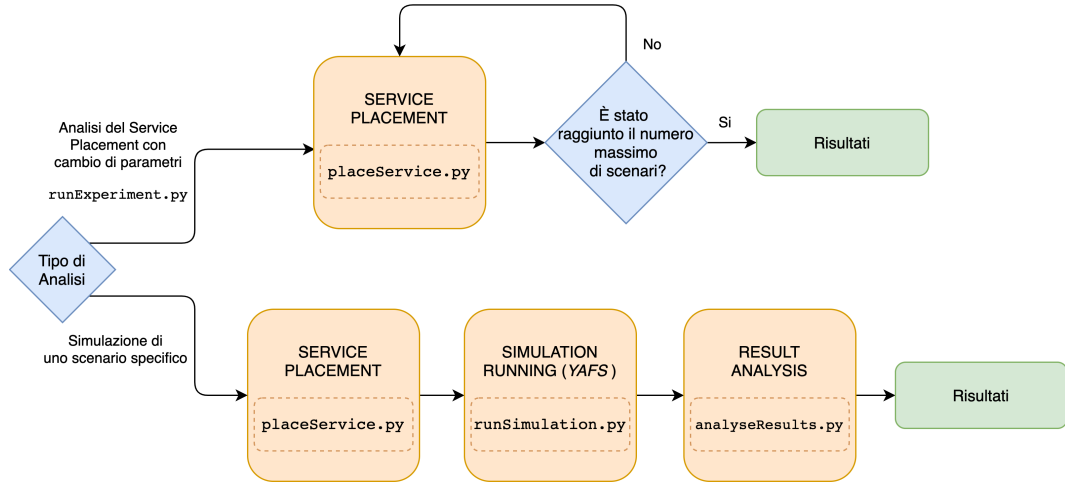 Analisi del Service
Placement con
cambio di parametri
runExperiment.py
SERVICE
PLACEMENT
placeService.py
No
È stato
raggiunto il numero
massimo
di scenari?
Si
Risultati
Tipo di
Analisi
Simulazione di
uno scenario specifico
SERVICE
PLACEMENT
placeService.py
SIMULATION
RUNNING (YAFS )
runSimulation.py
RESULT
ANALYSIS
analyseResults.py
Risultati